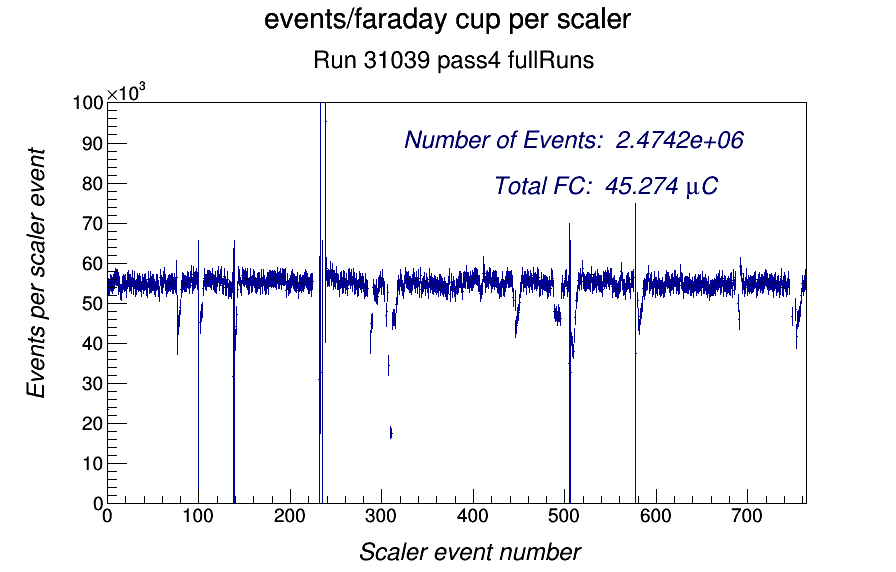 events/faraday cup per scaler
Run 31039 pass4 fullRuns
×10³
100
90
80
70
60
50
40
30
20
10
0
Number of Events: 2.4742e+06
Total FC: 45.274 μC
Events per scaler event
0 100 200 300 400 500 600 700
Scaler event number